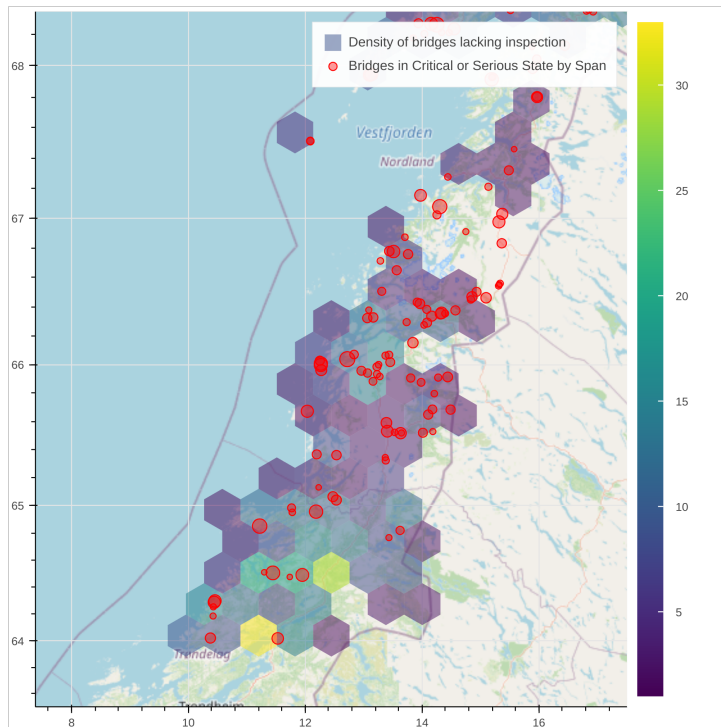 Density of bridges lacking inspection
Bridges in Critical or Serious State by Span
68
67
66
65
64
Vestfjorden
Nordland
Trøndelag
Trondheim
8
10
12
14
16
30
25
20
15
10
5